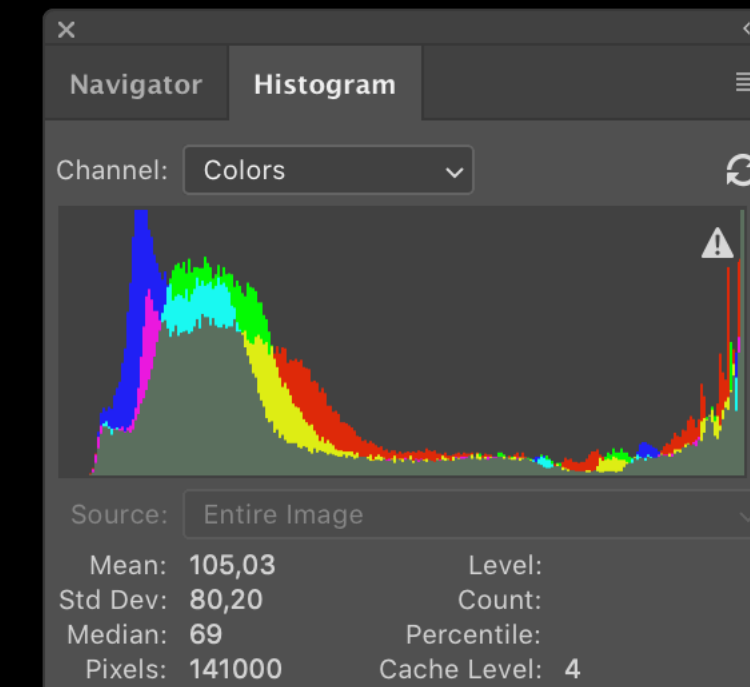 Navigator Histogram
Channel: Colors
Source: Entire Image
Mean: 105,03 Level:
Std Dev: 80,20 Count:
Median: 69 Percentile:
Pixels: 141000 Cache Level: 4